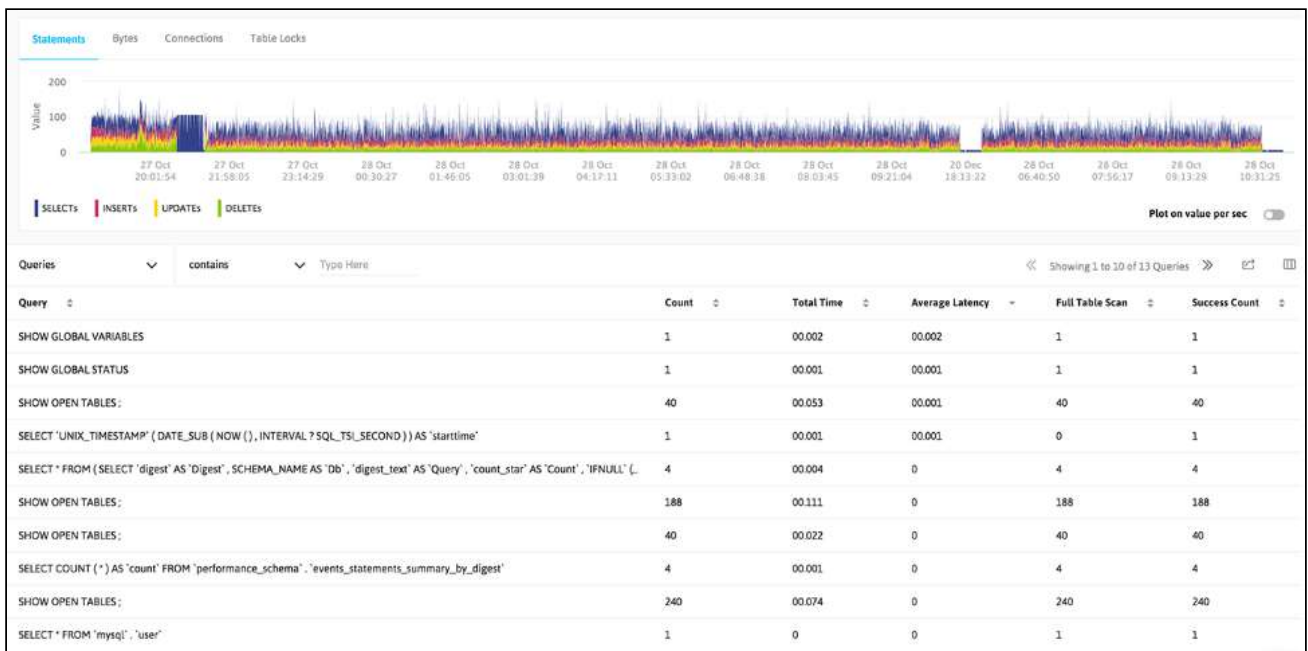 Statements Bytes Connections Table Locks
200
Value
100
0
27 Oct 27 Oct 27 Oct 28 Oct 28 Oct 28 Oct 28 Oct 28 Oct 28 Oct 28 Oct 28 Oct 20 Dec 28 Oct 28 Oct 28 Oct 28 Oct
20:01:54 21:58:05 23:14:29 00:30:27 01:46:05 03:01:39 04:17:11 05:33:02 06:48:38 08:03:45 09:21:04 18:13:22 06:40:50 07:56:17 09:13:29 10:31:25
SELECTs INSERTs UPDATEs DELETEs
Plot on value per sec
Queries contains Type Here Showing 1 to 10 of 13 Queries
Query Count Total Time Average Latency Full Table Scan Success Count
SHOW GLOBAL VARIABLES 1 00.002 00.002 1 1
SHOW GLOBAL STATUS 1 00.001 00.001 1 1
SHOW OPEN TABLES ; 40 00.053 00.001 40 40
SELECT `UNIX_TIMESTAMP` ( DATE_SUB ( NOW ( ) , INTERVAL ? SQL_TSI_SECOND ) ) AS `starttime` 1 00.001 00.001 0 1
SELECT * FROM ( SELECT `digest` AS `Digest` , SCHEMA_NAME AS `Db` , `digest_text` AS `Query` , `count_star` AS `Count` , `IFNULL` (... 4 00.004 0 4 4
SHOW OPEN TABLES ; 188 00.111 0 188 188
SHOW OPEN TABLES ; 40 00.022 0 40 40
SELECT COUNT ( * ) AS `count` FROM `performance_schema` . `events_statements_summary_by_digest` 4 00.001 0 4 4
SHOW OPEN TABLES ; 240 00.074 0 240 240
SELECT * FROM `mysql` . `user` 1 0 0 1 1